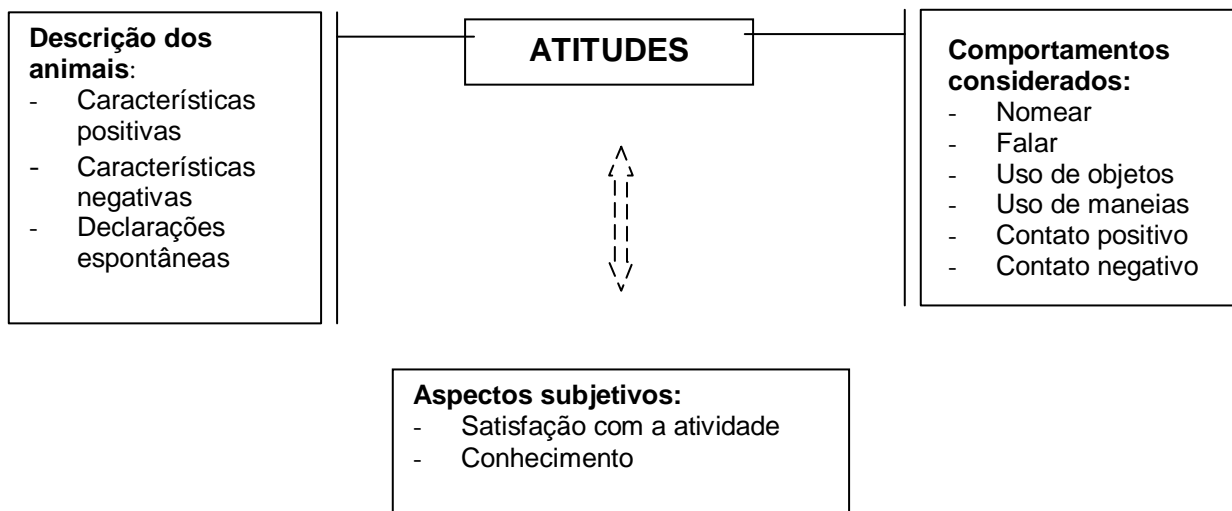 Descrição dos
animais:
- Características
positivas
- Características
negativas
- Declarações
espontâneas
ATITUDES
Comportamentos
considerados:
- Nomear
- Falar
- Uso de objetos
- Uso de maneias
- Contato positivo
- Contato negativo
Aspectos subjetivos:
- Satisfação com a atividade
- Conhecimento